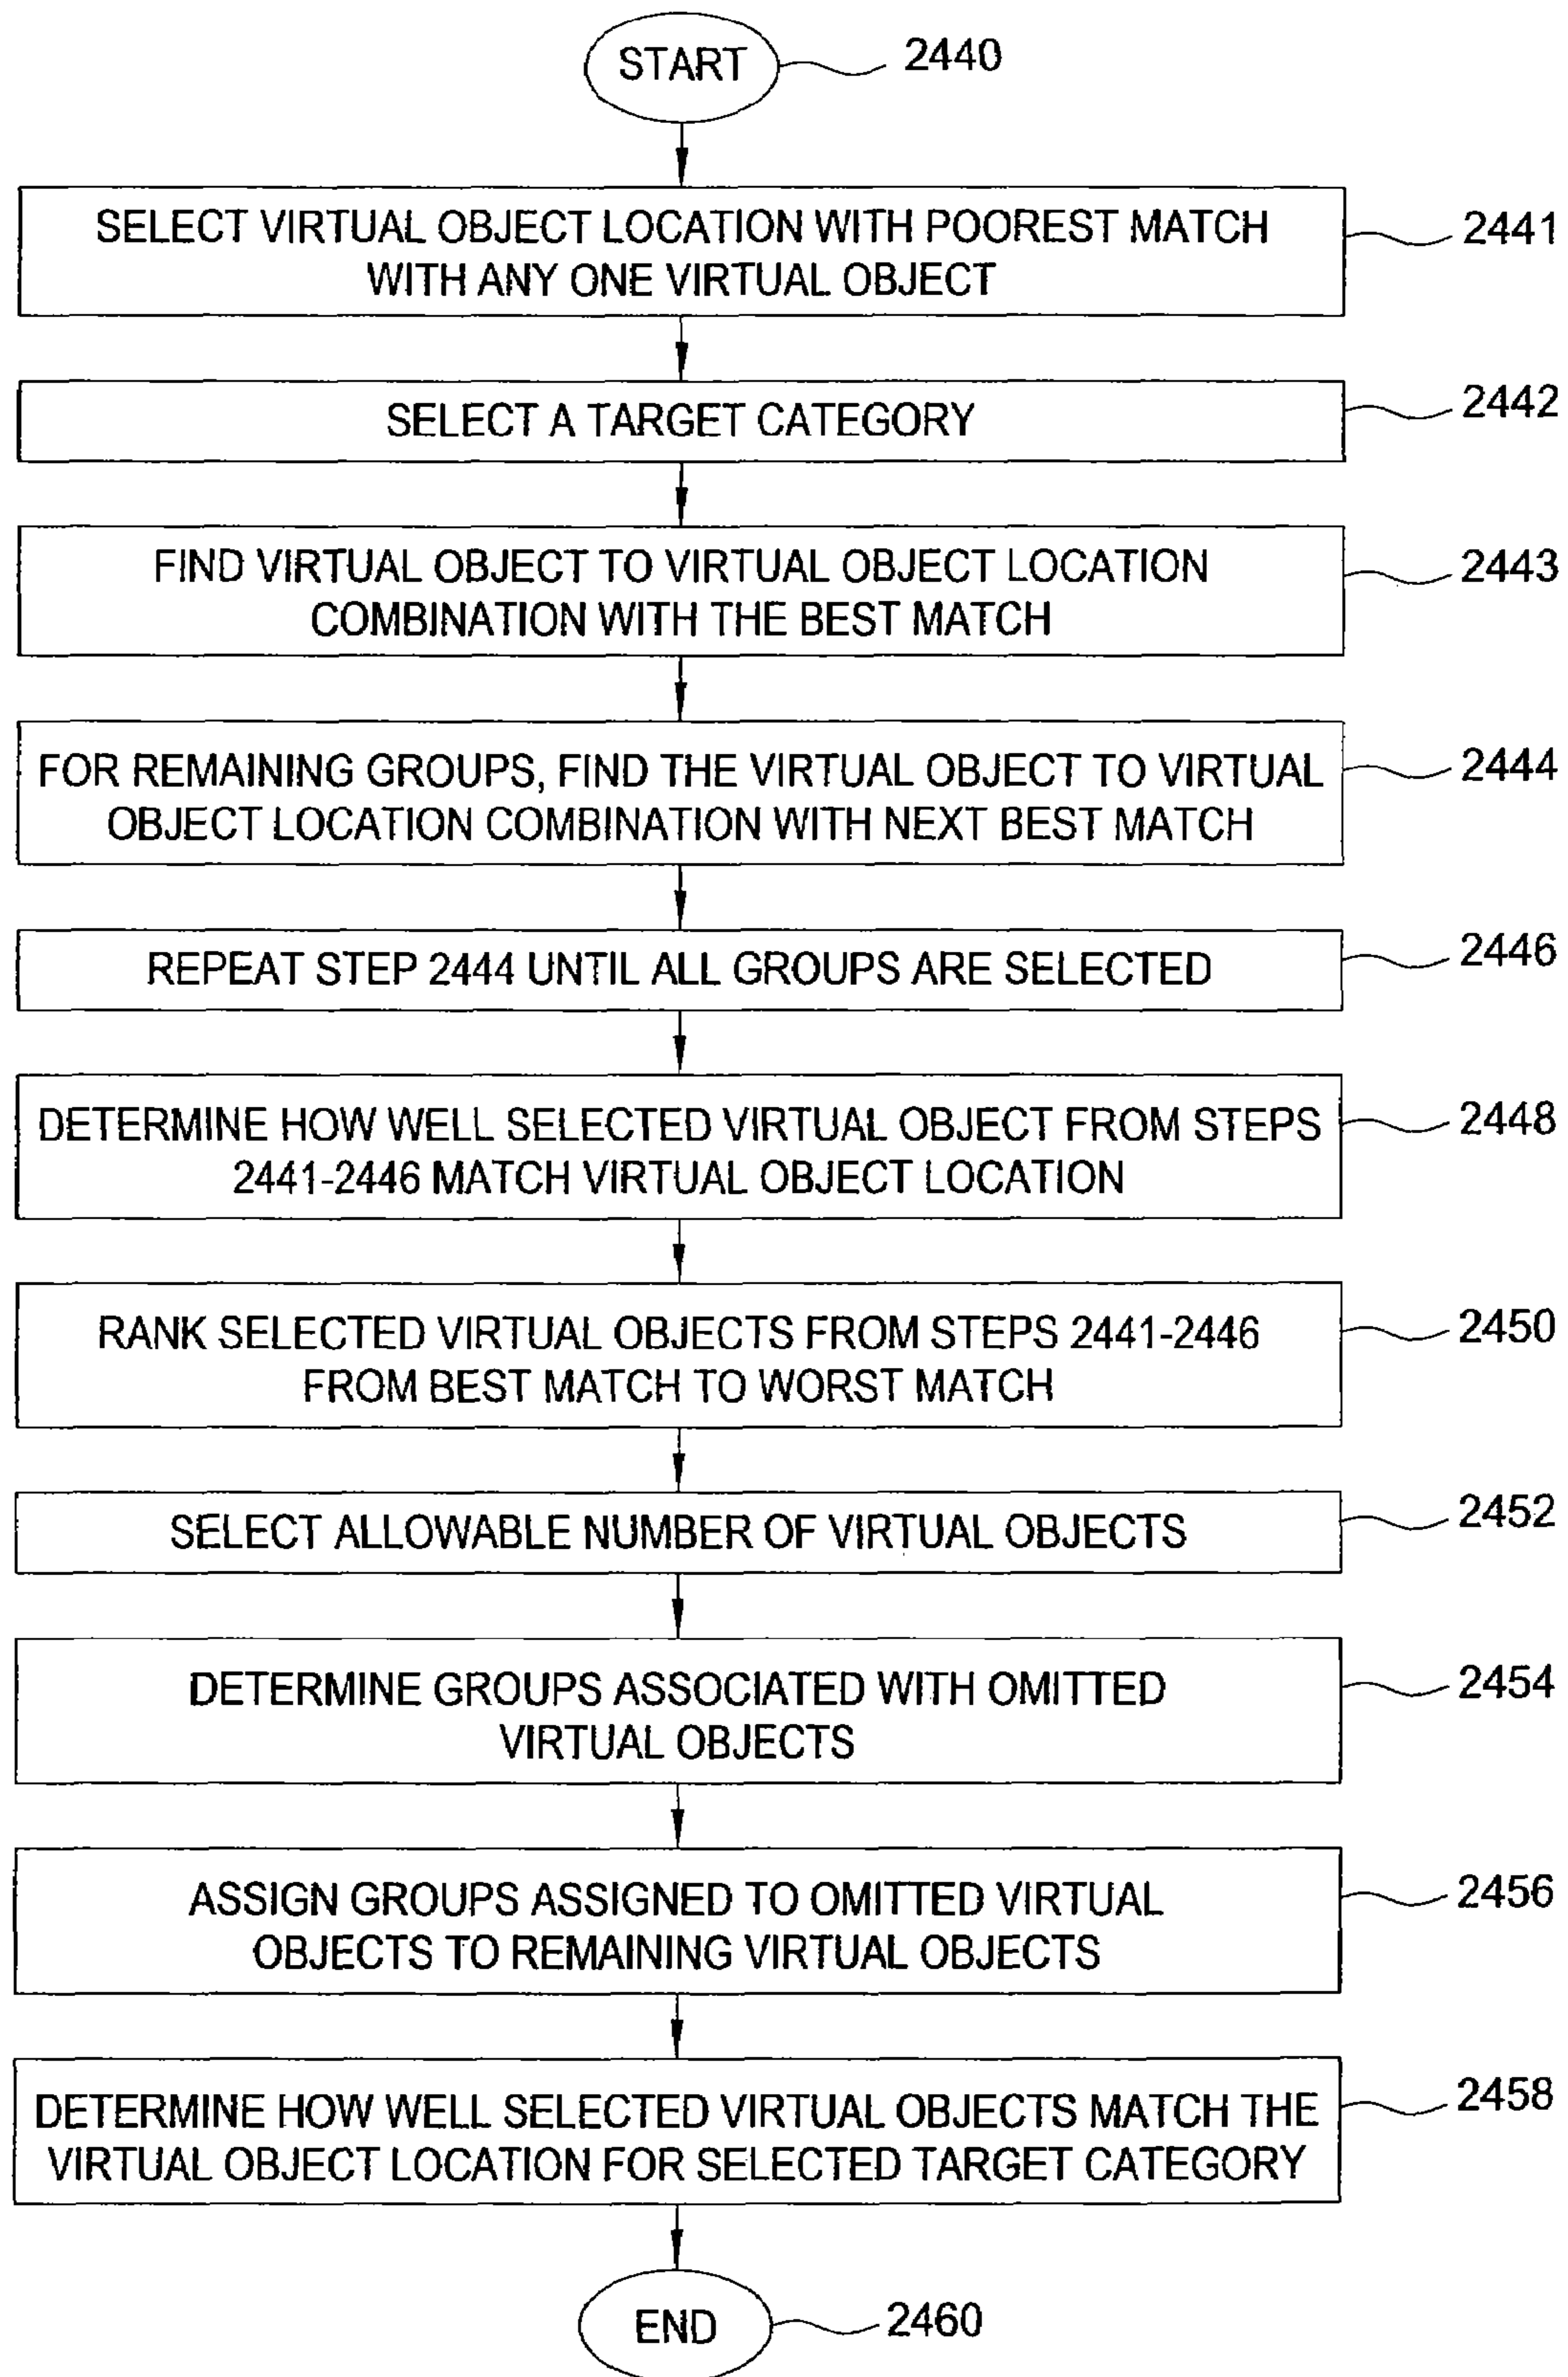 START
2440
SELECT VIRTUAL OBJECT LOCATION WITH POOREST MATCH
WITH ANY ONE VIRTUAL OBJECT
2441
SELECT A TARGET CATEGORY
2442
FIND VIRTUAL OBJECT TO VIRTUAL OBJECT LOCATION
COMBINATION WITH THE BEST MATCH
2443
FOR REMAINING GROUPS, FIND THE VIRTUAL OBJECT TO VIRTUAL
OBJECT LOCATION COMBINATION WITH NEXT BEST MATCH
2444
REPEAT STEP 2444 UNTIL ALL GROUPS ARE SELECTED
2446
DETERMINE HOW WELL SELECTED VIRTUAL OBJECT FROM STEPS
2441-2446 MATCH VIRTUAL OBJECT LOCATION
2448
RANK SELECTED VIRTUAL OBJECTS FROM STEPS 2441-2446
FROM BEST MATCH TO WORST MATCH
2450
SELECT ALLOWABLE NUMBER OF VIRTUAL OBJECTS
2452
DETERMINE GROUPS ASSOCIATED WITH OMITTED
VIRTUAL OBJECTS
2454
ASSIGN GROUPS ASSIGNED TO OMITTED VIRTUAL
OBJECTS TO REMAINING VIRTUAL OBJECTS
2456
DETERMINE HOW WELL SELECTED VIRTUAL OBJECTS MATCH THE
VIRTUAL OBJECT LOCATION FOR SELECTED TARGET CATEGORY
2458
END
2460